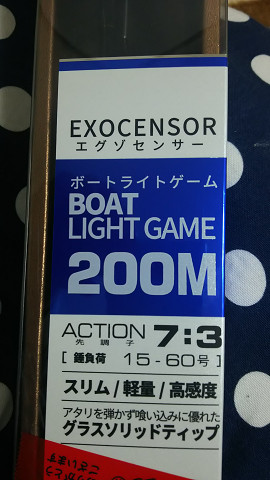 EXOCENSOR
エグゾセンサー
ボートライトゲーム
BOAT
LIGHT GAME
200M
ACTION 7:3
先調子
[錘負荷 15-60号]
スリム/軽量/高感度
アタリを弾かず喰い込みに優れた
グラスソリッドティップ